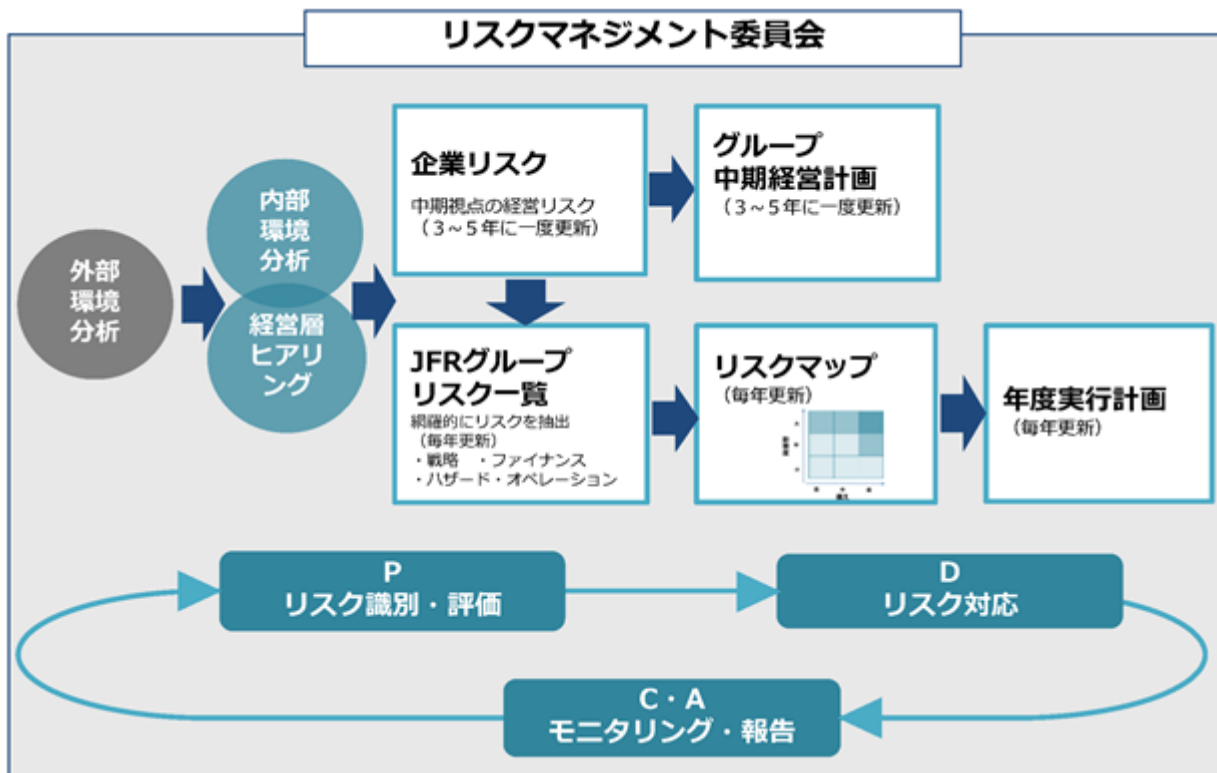 リスクマネジメント委員会
外部
環境
分析
内部
環境
分析
経営層
ヒアリ
ング
企業リスク
中期視点の経営リスク
（３～５年に一度更新）
グループ
中期経営計画
（３～５年に一度更新）
JFRグループ
リスク一覧
網羅的にリスクを抽出
（毎年更新）
・戦略　・ファイナンス
・ハザード・オペレーション
リスクマップ
（毎年更新）
年度実行計画
（毎年更新）
P
リスク識別・評価
D
リスク対応
C・A
モニタリング・報告